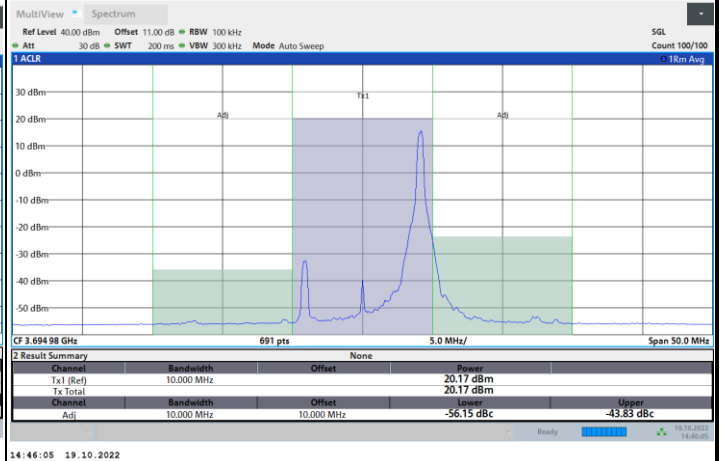 MultiView Spectrum
Ref Level 40.00 dBm Offset 11.00 dB RBW 100 kHz SGL
Att 30 dB SWT 200 ms VBW 300 kHz Mode Auto Sweep Count 100/100
1 ACLR 1Rm Avg
30 dBm
Tx1
20 dBm
Adj Adj
10 dBm
0 dBm
-10 dBm
-20 dBm
-30 dBm
-40 dBm
-50 dBm
CF 3.694 98 GHz 691 pts 5.0 MHz/ Span 50.0 MHz
2 Result Summary None
Channel Bandwidth Offset Power
Tx1 (Ref) 10.000 MHz 20.17 dBm
Tx Total 20.17 dBm
Channel Bandwidth Offset Lower Upper
Adj 10.000 MHz 10.000 MHz -56.15 dBc -43.83 dBc
Ready 19.10.2022
14:46:05
14:46:05 19.10.2022